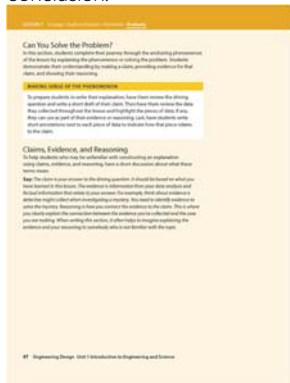 conclusion.
LESSON 1 Engage | Explore/Explain | Elaborate | Evaluate
Can You Solve the Problem?
In this section, students complete their journey through the anchoring phenomenon
of the lesson by explaining the phenomenon or solving the problem. Students
demonstrate their understanding by making a claim, providing evidence for that
claim, and showing their reasoning.
MAKING SENSE OF THE PHENOMENON
To prepare students to write their explanation, have them review the driving
question and write a short draft of their claim. Then have them review the data
they collected throughout the lesson and highlight the pieces of data, if any,
they can use as part of their evidence or reasoning. Last, have students write
short annotations next to each piece of data to indicate how that piece relates
to the claim.
Claims, Evidence, and Reasoning
To help students who may be unfamiliar with constructing an explanation
using claims, evidence, and reasoning, have a short discussion about what those
terms mean.
Say: The claim is your answer to the driving question. It should be based on what you
have learned in this lesson. The evidence is information from your data analysis and
factual information that relates to your answer. For example, think about evidence a
detective might collect when investigating a mystery. You need to identify evidence to
solve the mystery. Reasoning is how you connect the evidence to the claim. This is where
you clearly explain the connection between the evidence you've collected and the case
you are making. When writing this section, it often helps to imagine explaining the
evidence and your reasoning to somebody who is not familiar with the topic.
Engineering Design Unit 1 Introduction to Engineering and Science